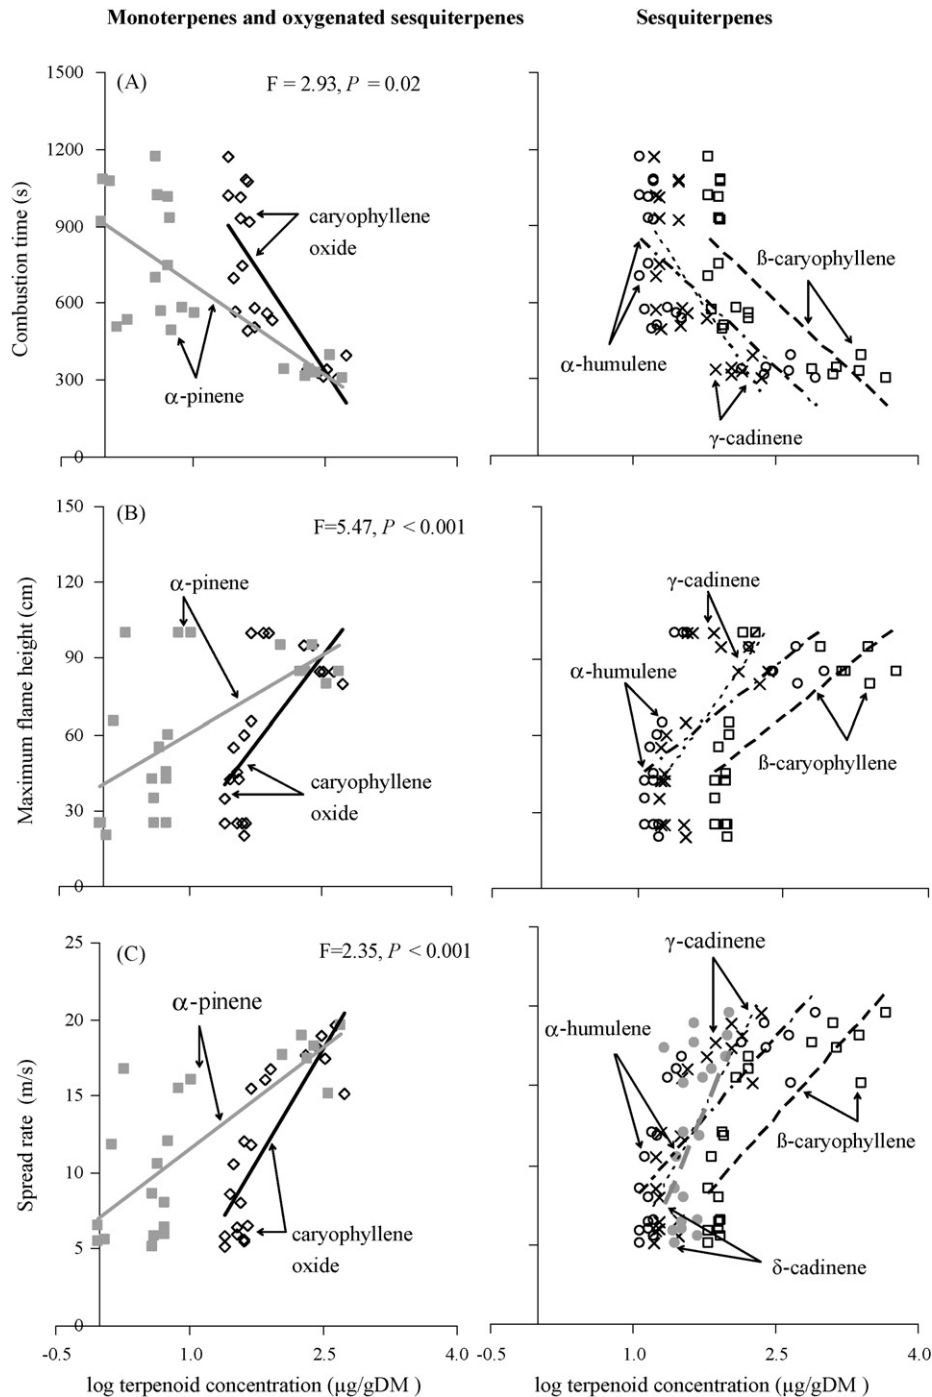 Monoterpenes and oxygenated sesquiterpenes
Sesquiterpenes
1500
(A)
F = 2.93, P = 0.02
1200
caryophyllene
oxide
900
ß-caryophyllene
600
α-humulene
300
α-pinene
γ-cadinene
0
Combustion time (s)
150
(B)
F=5.47, P < 0.001
120
α-pinene
γ-cadinene
90
α-humulene
60
caryophyllene
oxide
ß-caryophyllene
30
0
Maximum flame height (cm)
25
(C)
F=2.35, P < 0.001
γ-cadinene
20
α-pinene
α-humulene
15
ß-caryophyllene
10
5
caryophyllene
oxide
δ-cadinene
0
Spread rate (m/s)
-0.5 1.0 2.5 4.0
-0.5 1.0 2.5 4.0
log terpenoid concentration (µg/gDM )
log terpenoid concentration (µg/gDM )